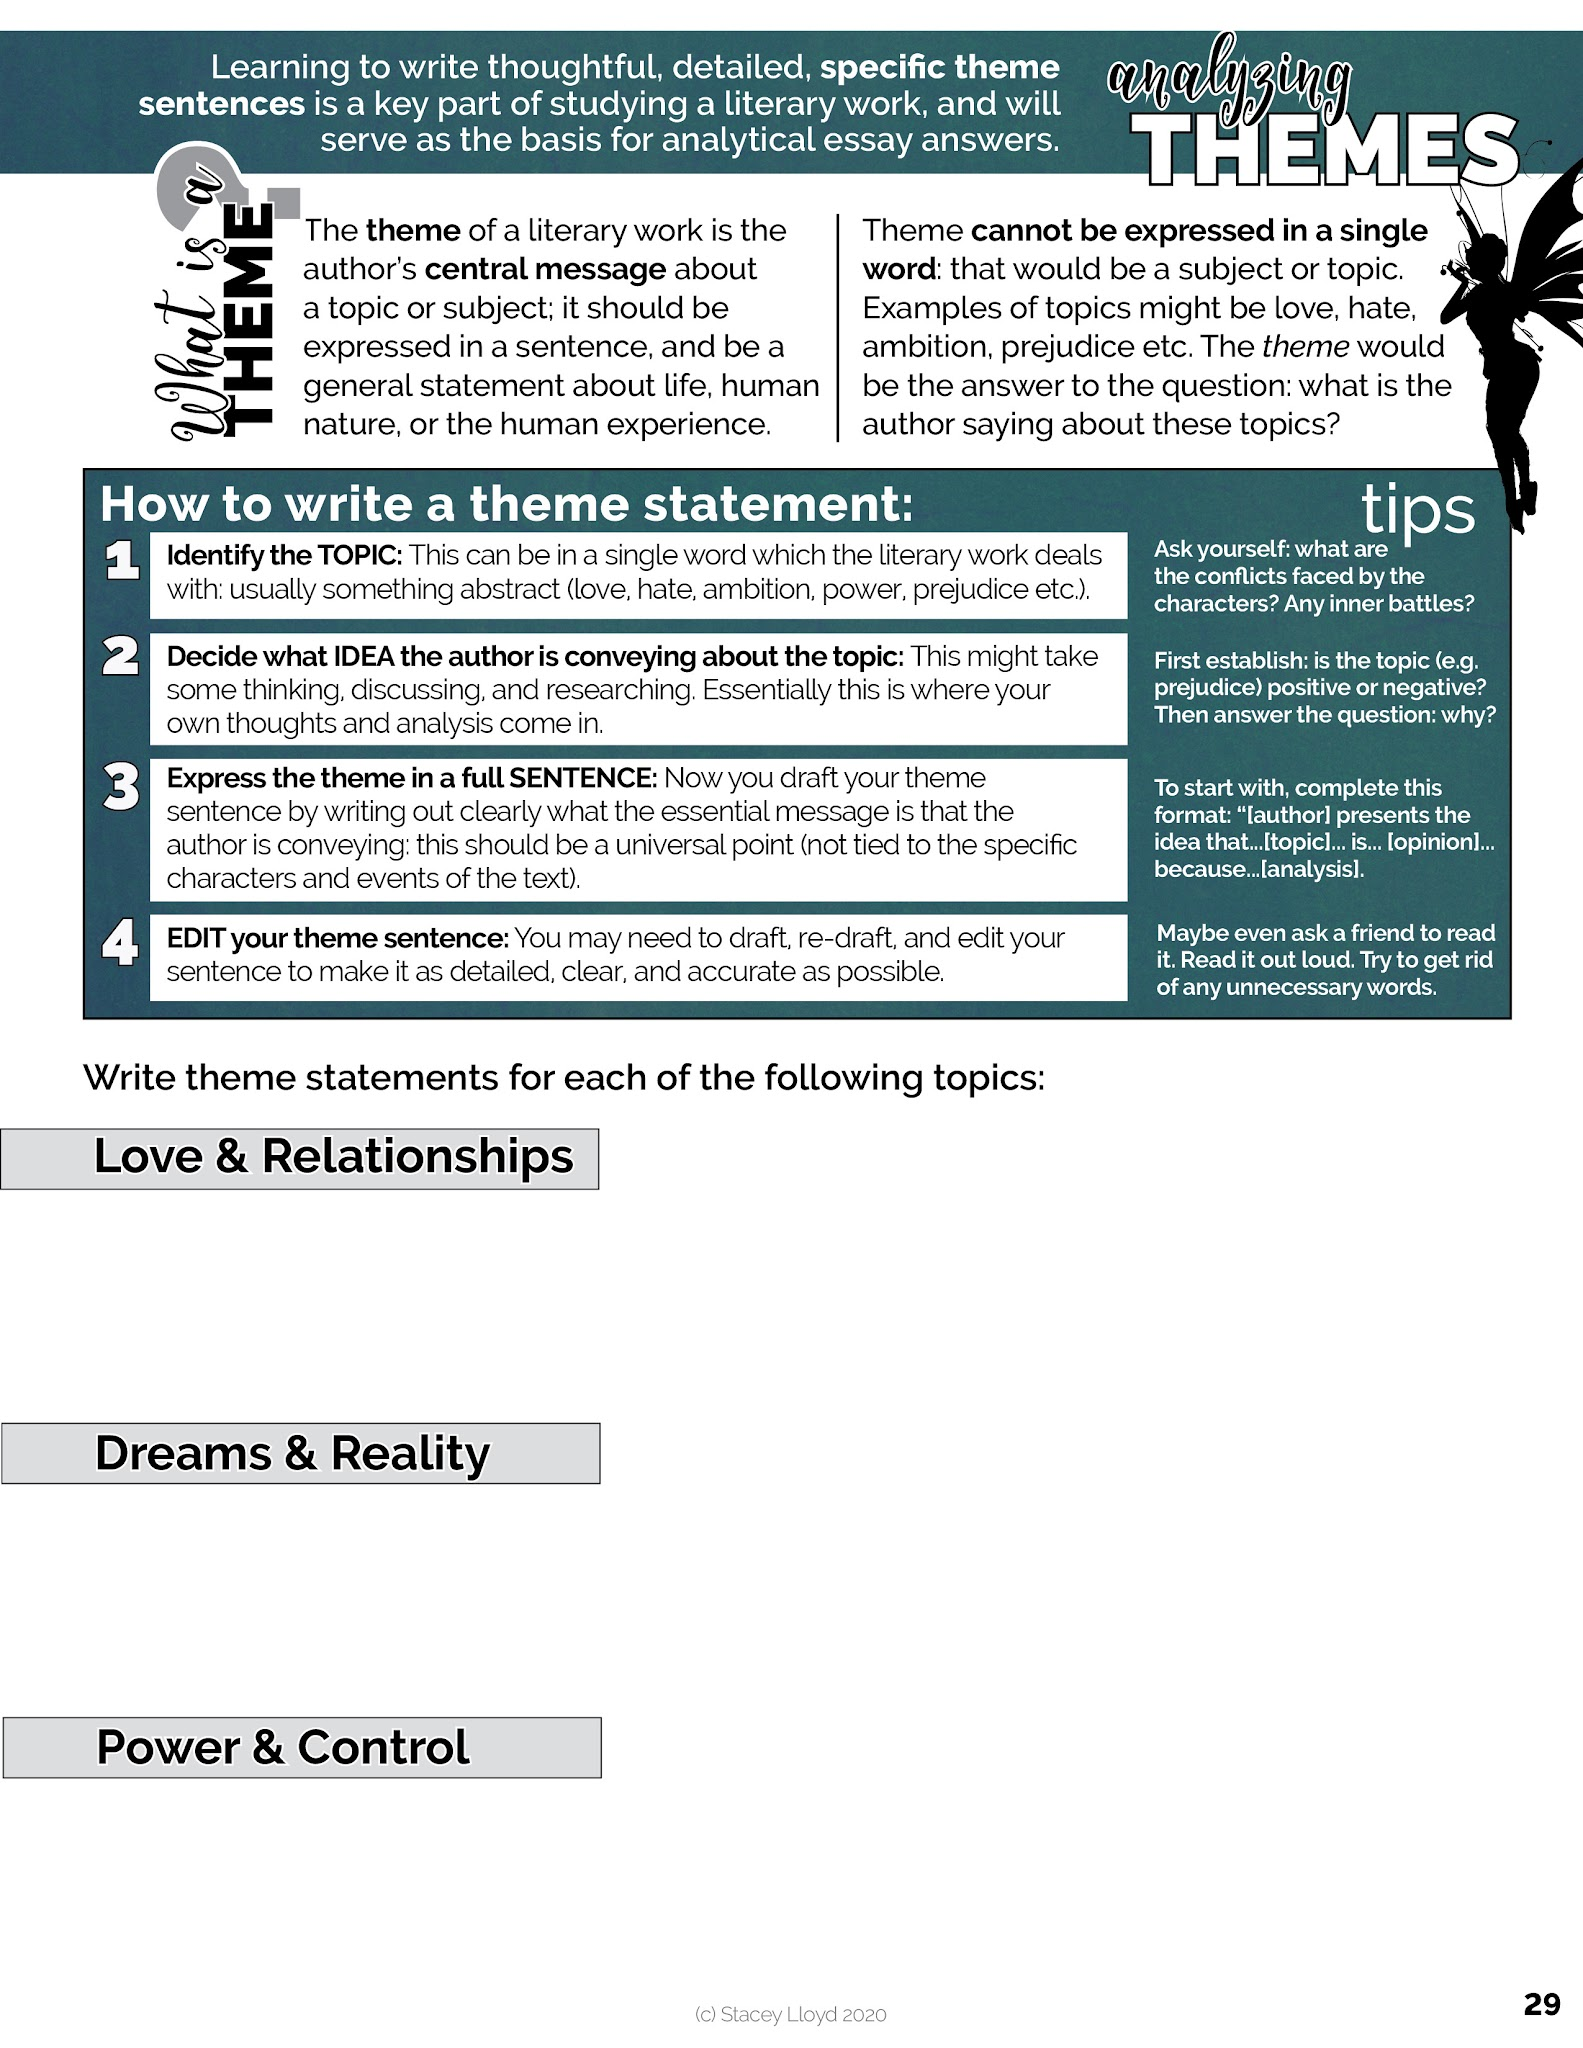 Learning to write thoughtful, detailed, specific theme
sentences is a key part of studying a literary work, and will
serve as the basis for analytical essay answers.
analyzing
THEMES
What is a
THEME
?
The theme of a literary work is the
author's central message about
a topic or subject; it should be
expressed in a sentence, and be a
general statement about life, human
nature, or the human experience.
Theme cannot be expressed in a single
word: that would be a subject or topic.
Examples of topics might be love, hate,
ambition, prejudice etc. The theme would
be the answer to the question: what is the
author saying about these topics?
How to write a theme statement:
tips
1
Identify the TOPIC: This can be in a single word which the literary work deals
with: usually something abstract (love, hate, ambition, power, prejudice etc.).
Ask yourself: what are
the conflicts faced by the
characters? Any inner battles?
2
Decide what IDEA the author is conveying about the topic: This might take
some thinking, discussing, and researching. Essentially this is where your
own thoughts and analysis come in.
First establish: is the topic (e.g.
prejudice) positive or negative?
Then answer the question: why?
3
Express the theme in a full SENTENCE: Now you draft your theme
sentence by writing out clearly what the essential message is that the
author is conveying: this should be a universal point (not tied to the specific
characters and events of the text).
To start with, complete this
format: “[author] presents the
idea that...[topic]... is... [opinion]...
because...[analysis].
4
EDIT your theme sentence: You may need to draft, re-draft, and edit your
sentence to make it as detailed, clear, and accurate as possible.
Maybe even ask a friend to read
it. Read it out loud. Try to get rid
of any unnecessary words.
Write theme statements for each of the following topics:
Love & Relationships
Dreams & Reality
Power & Control
(c) Stacey Lloyd 2020
29